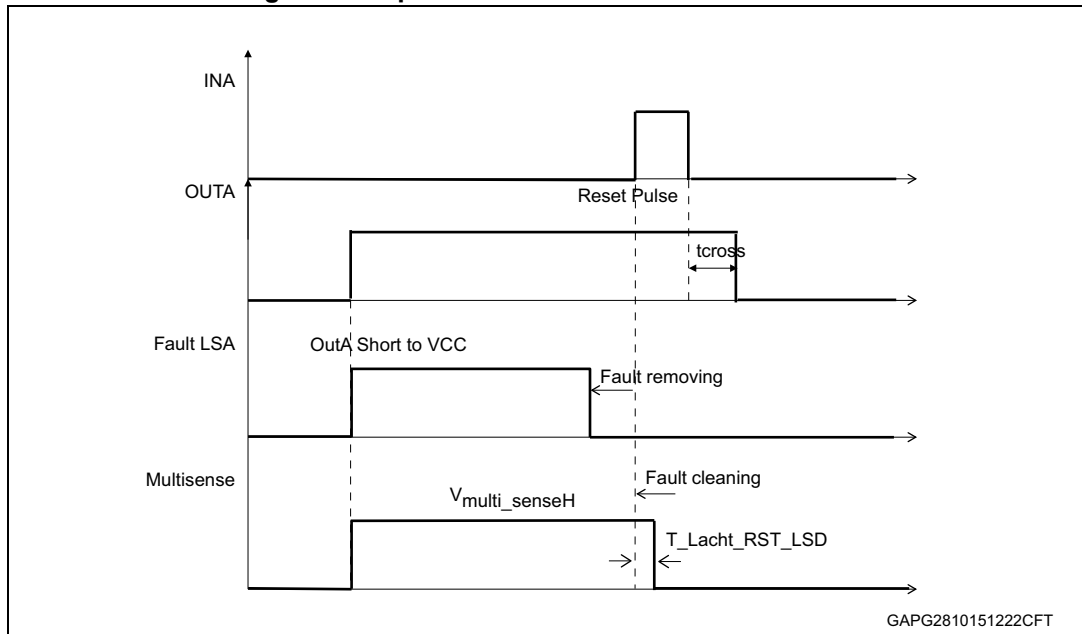 INA
Reset Pulse
OUTA
tcross
Fault LSA
OutA Short to VCC
Fault removing
Multisense
Fault cleaning
Vmulti_senseH
T_Lacht_RST_LSD
GAPG2810151222CFT